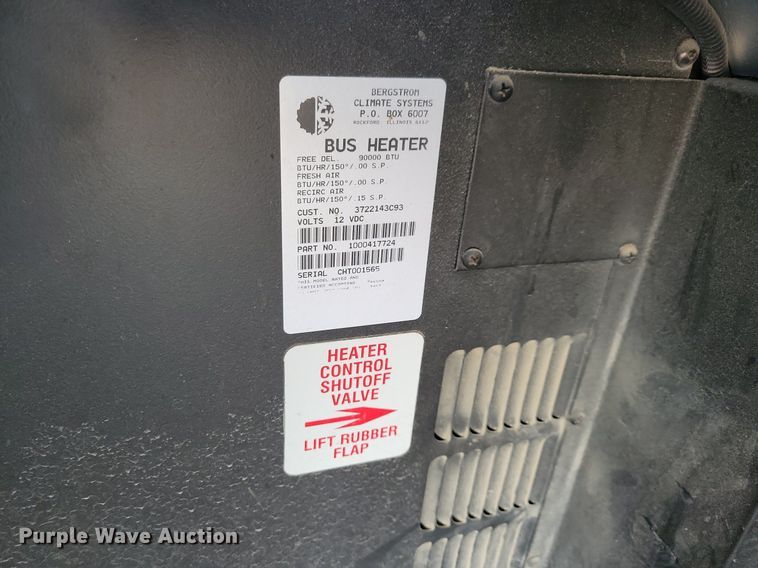 BERGSTROM
CLIMATE SYSTEMS
P.O. BOX 6007
ROCKFORD, ILLINOIS
BUS HEATER
FREE DEL. 90000 BTU
BTU/HR/150°/.00 S.P.
FRESH AIR
BTU/HR/150°/.00 S.P.
RECIRC AIR
BTU/HR/150°/.15 S.P.
CUST. NO. 3722143C93
VOLTS 12 VDC
PART NO. 1000417724
SERIAL CHT001565
THIS MODEL RATED AND
HEATER
CONTROL
SHUTOFF
VALVE
LIFT RUBBER
FLAP
Purple Wave Auction